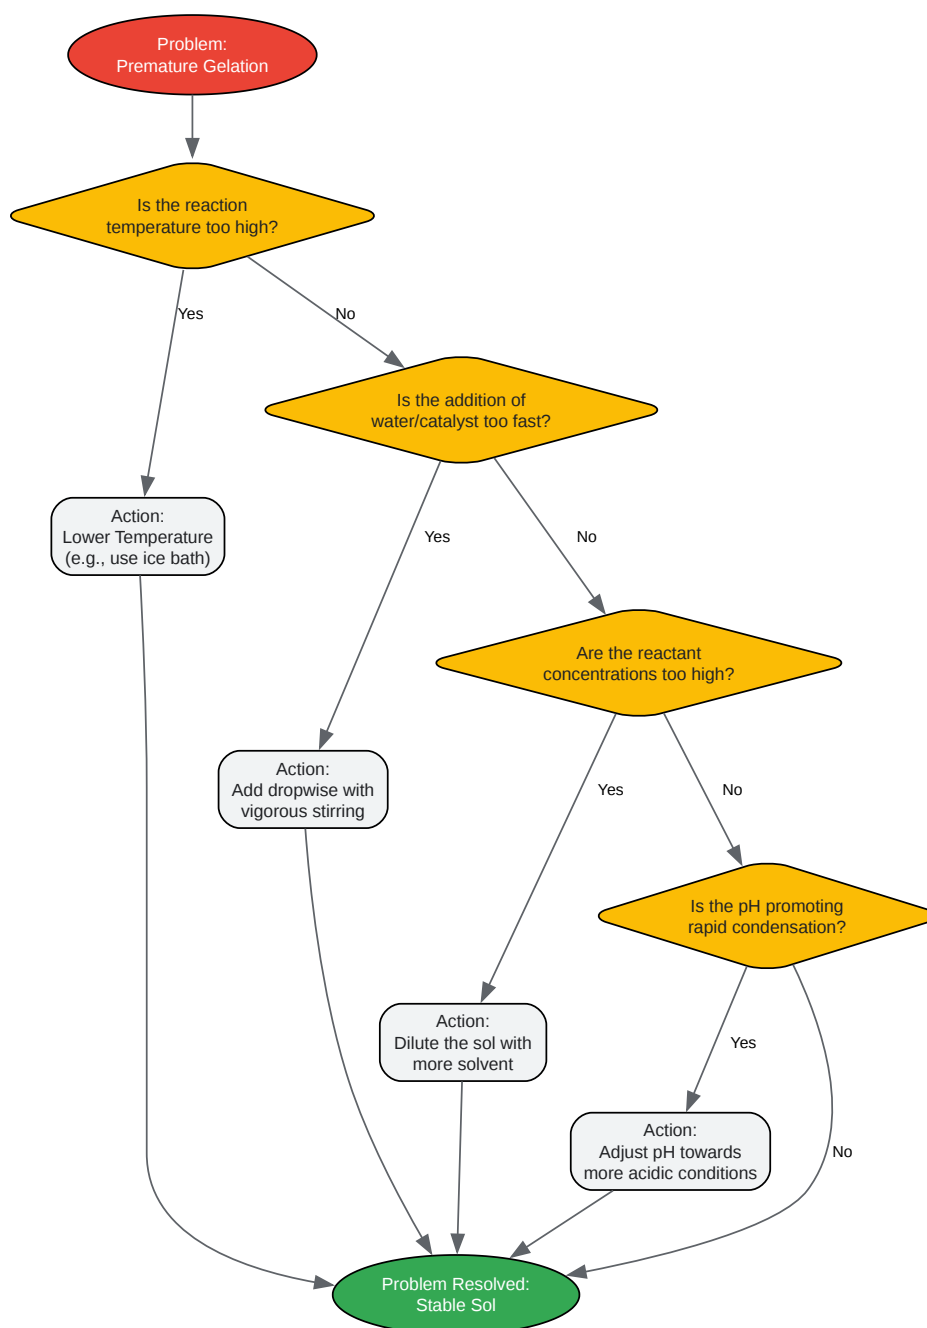 Problem:
Premature Gelation
Is the reaction
temperature too high?
Yes
No
Is the addition of
water/catalyst too fast?
Action:
Lower Temperature
(e.g., use ice bath)
Yes
No
Are the reactant
concentrations too high?
Action:
Add dropwise with
vigorous stirring
Yes
No
Is the pH promoting
rapid condensation?
Action:
Dilute the sol with
more solvent
Yes
Action:
Adjust pH towards
more acidic conditions
No
Problem Resolved:
Stable Sol